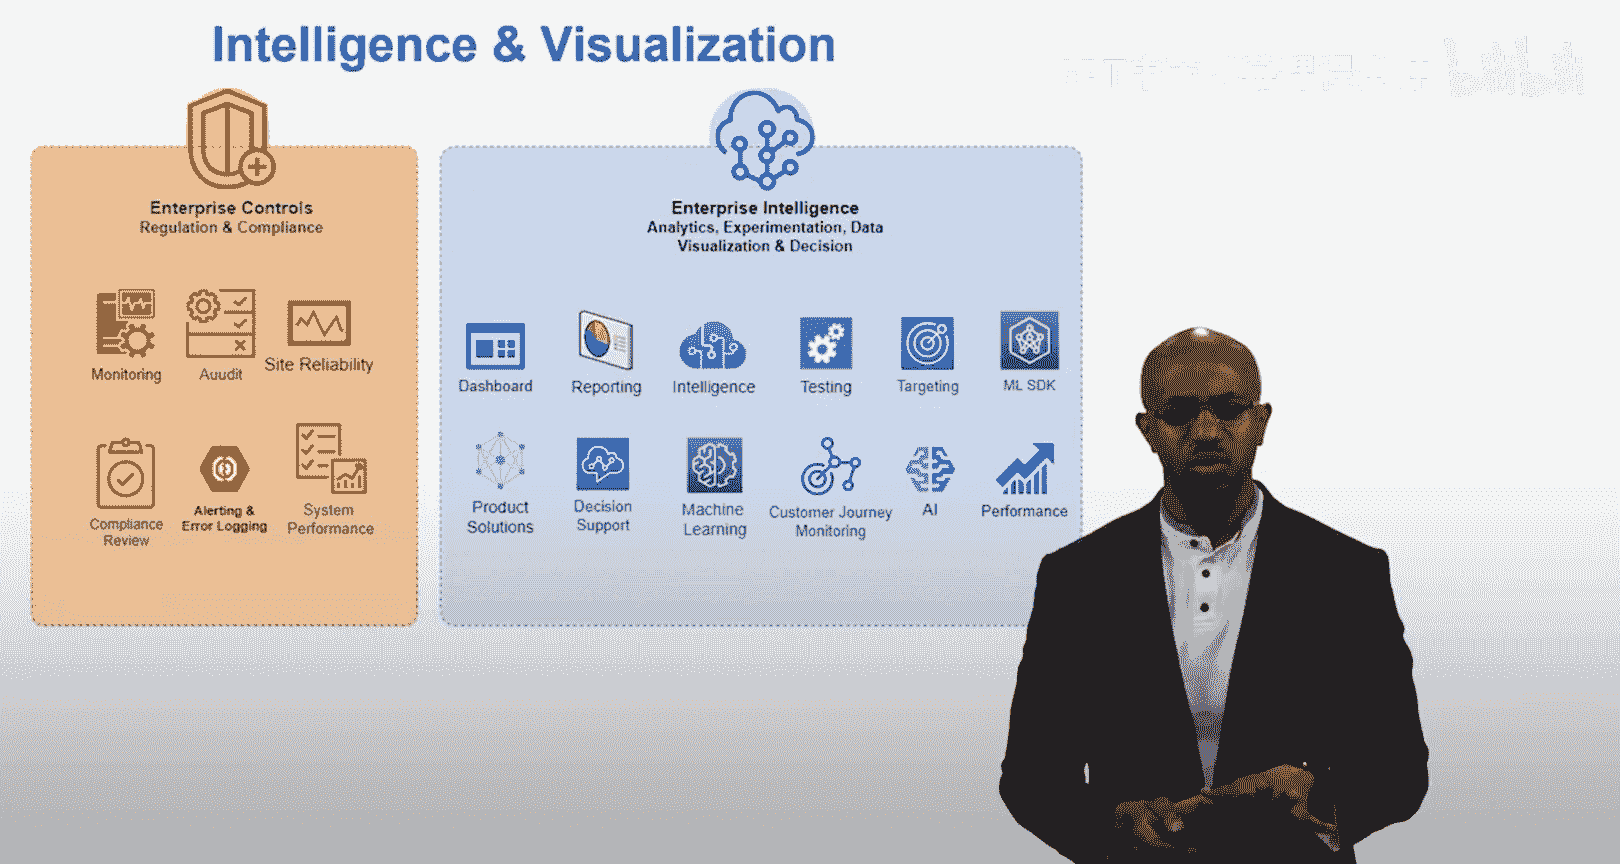 Intelligence & Visualization
Enterprise Controls
Regulation & Compliance
Monitoring
Auudit
Site Reliability
Compliance
Review
Alerting &
Error Logging
System
Performance
Enterprise Intelligence
Analytics, Experimentation, Data
Visualization & Decision
Dashboard
Reporting
Intelligence
Testing
Targeting
ML SDK
Product
Solutions
Decision
Support
Machine
Learning
Customer Journey
Monitoring
AI
Performance